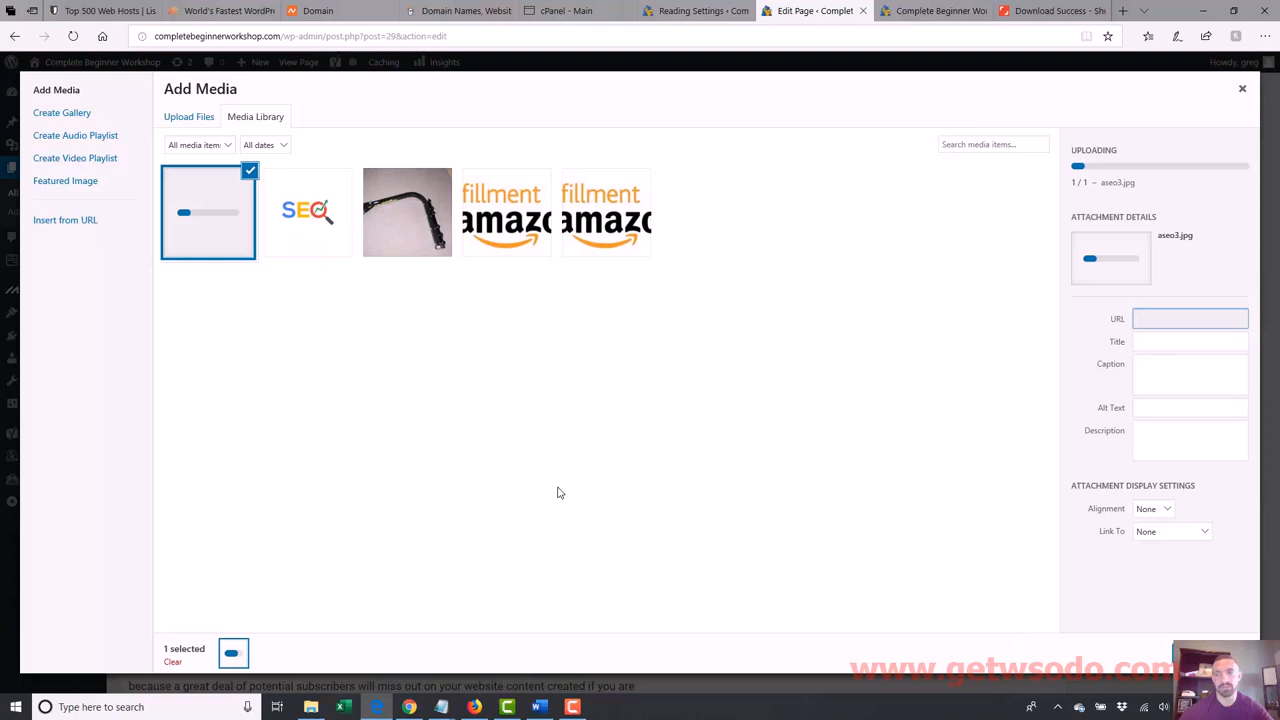 Top 500 Web Hosts | Lis
World's Fastest WordPre
Domain
Domain Names, Websit
cPanel - Main
Reading Settings < Com
Edit Page < Complet
Complete Beginner Wor
Download Success - Sh
completebeginnerworkshop.com/wp-admin/post.php?post=29&action=edit
Complete Beginner Workshop
2
0
New
View Page
0
Caching
Insights
Howdy, greg
Add Media
Create Gallery
Create Audio Playlist
Create Video Playlist
Featured Image
Insert from URL
Add Media
Upload Files
Media Library
All media items
All dates
Search media items...
SEO
fillment
amazo
fillment
amazo
UPLOADING
1 / 1 – aseo3.jpg
ATTACHMENT DETAILS
aseo3.jpg
URL
Title
Caption
Alt Text
Description
ATTACHMENT DISPLAY SETTINGS
Alignment
None
Link To
None
1 selected
Clear
www.getwsodo.com
because a great deal of potential subscribers will miss out on your website content created if you are
Type here to search